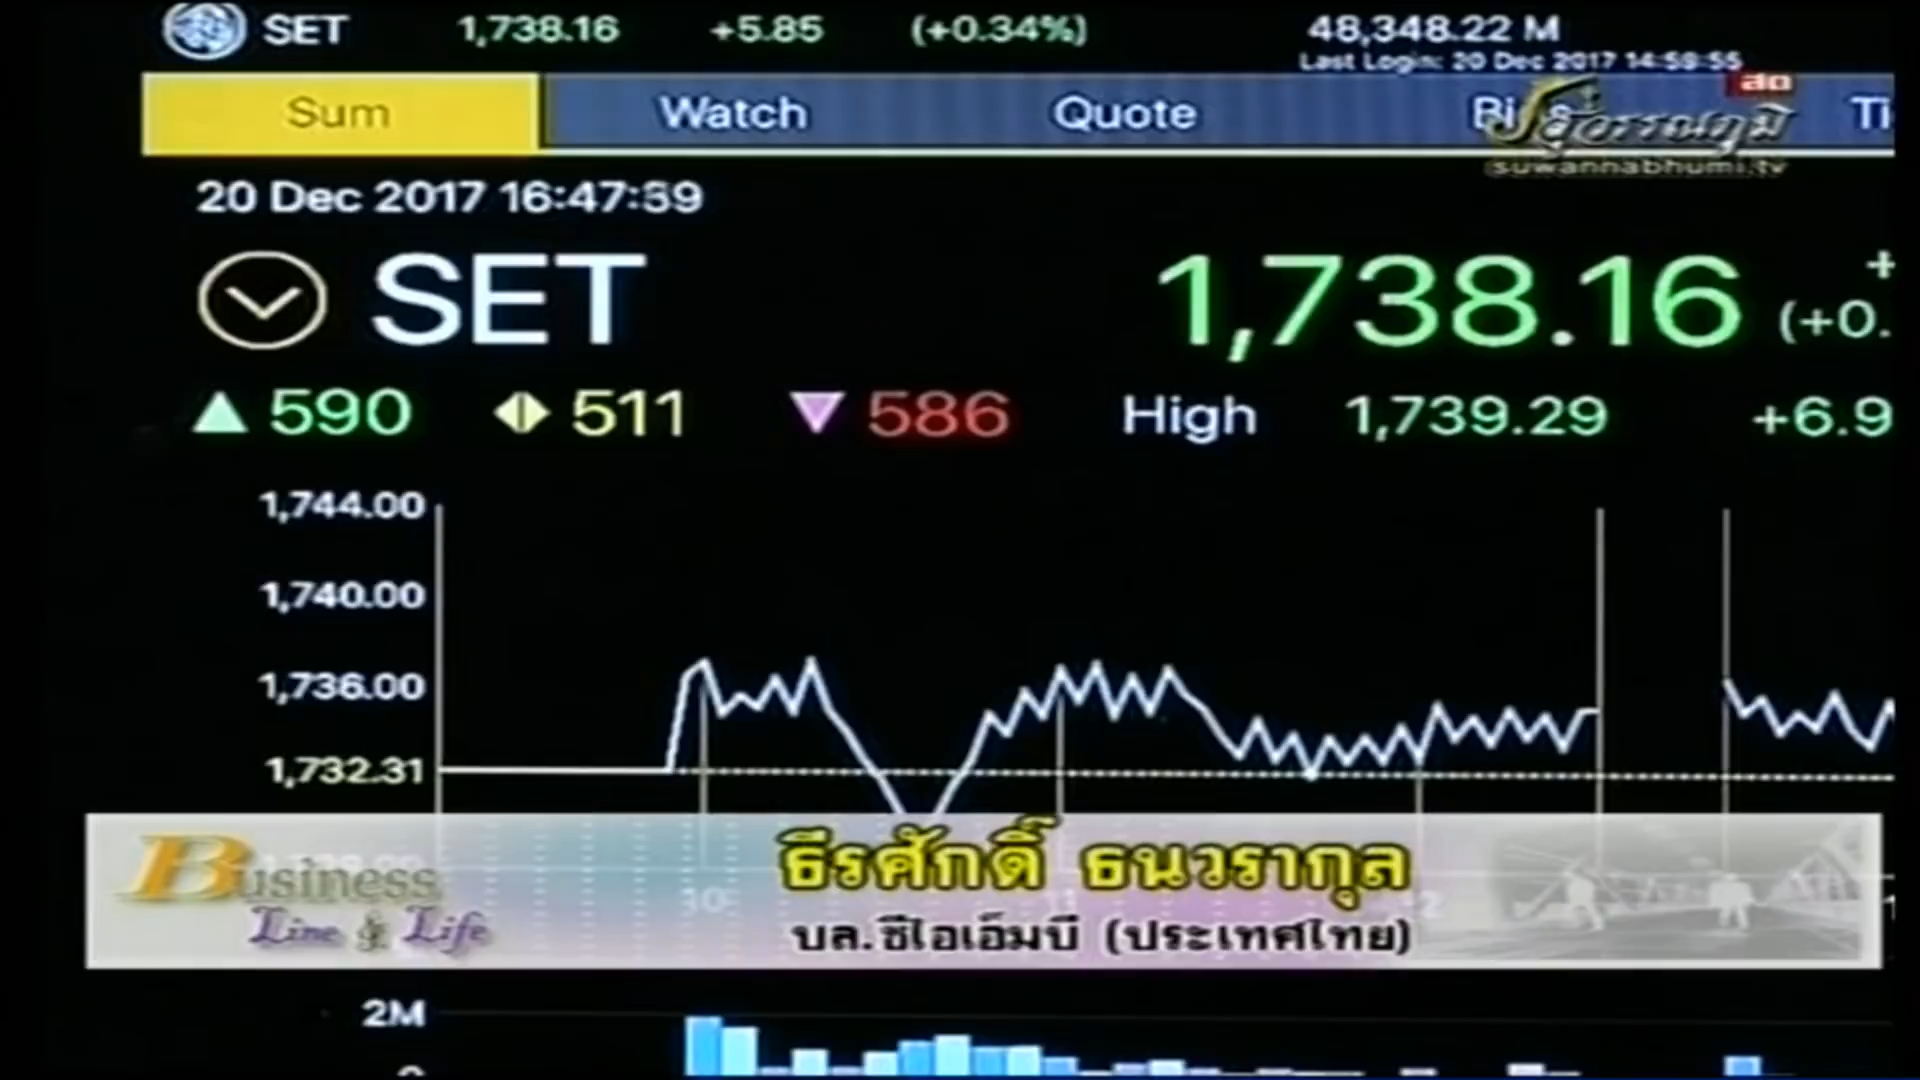 SET 1,738.16 +5.85 (+0.34%) 48,348.22 M
Last Login: 20 Dec 2017 14:59:55
สด
Sum Watch Quote
สุวรรณภูมิ
suwannabhumi.tv
20 Dec 2017 16:47:59
SET 1,738.16 (+0.
590 511 586 High 1,739.29 +6.9
1,744.00
1,740.00
1,736.00
1,732.31
Business
Line & Life
ธีรศักดิ์ ธนวรากุล
บล.ซีไอเอ็มบี (ประเทศไทย)
10
2M